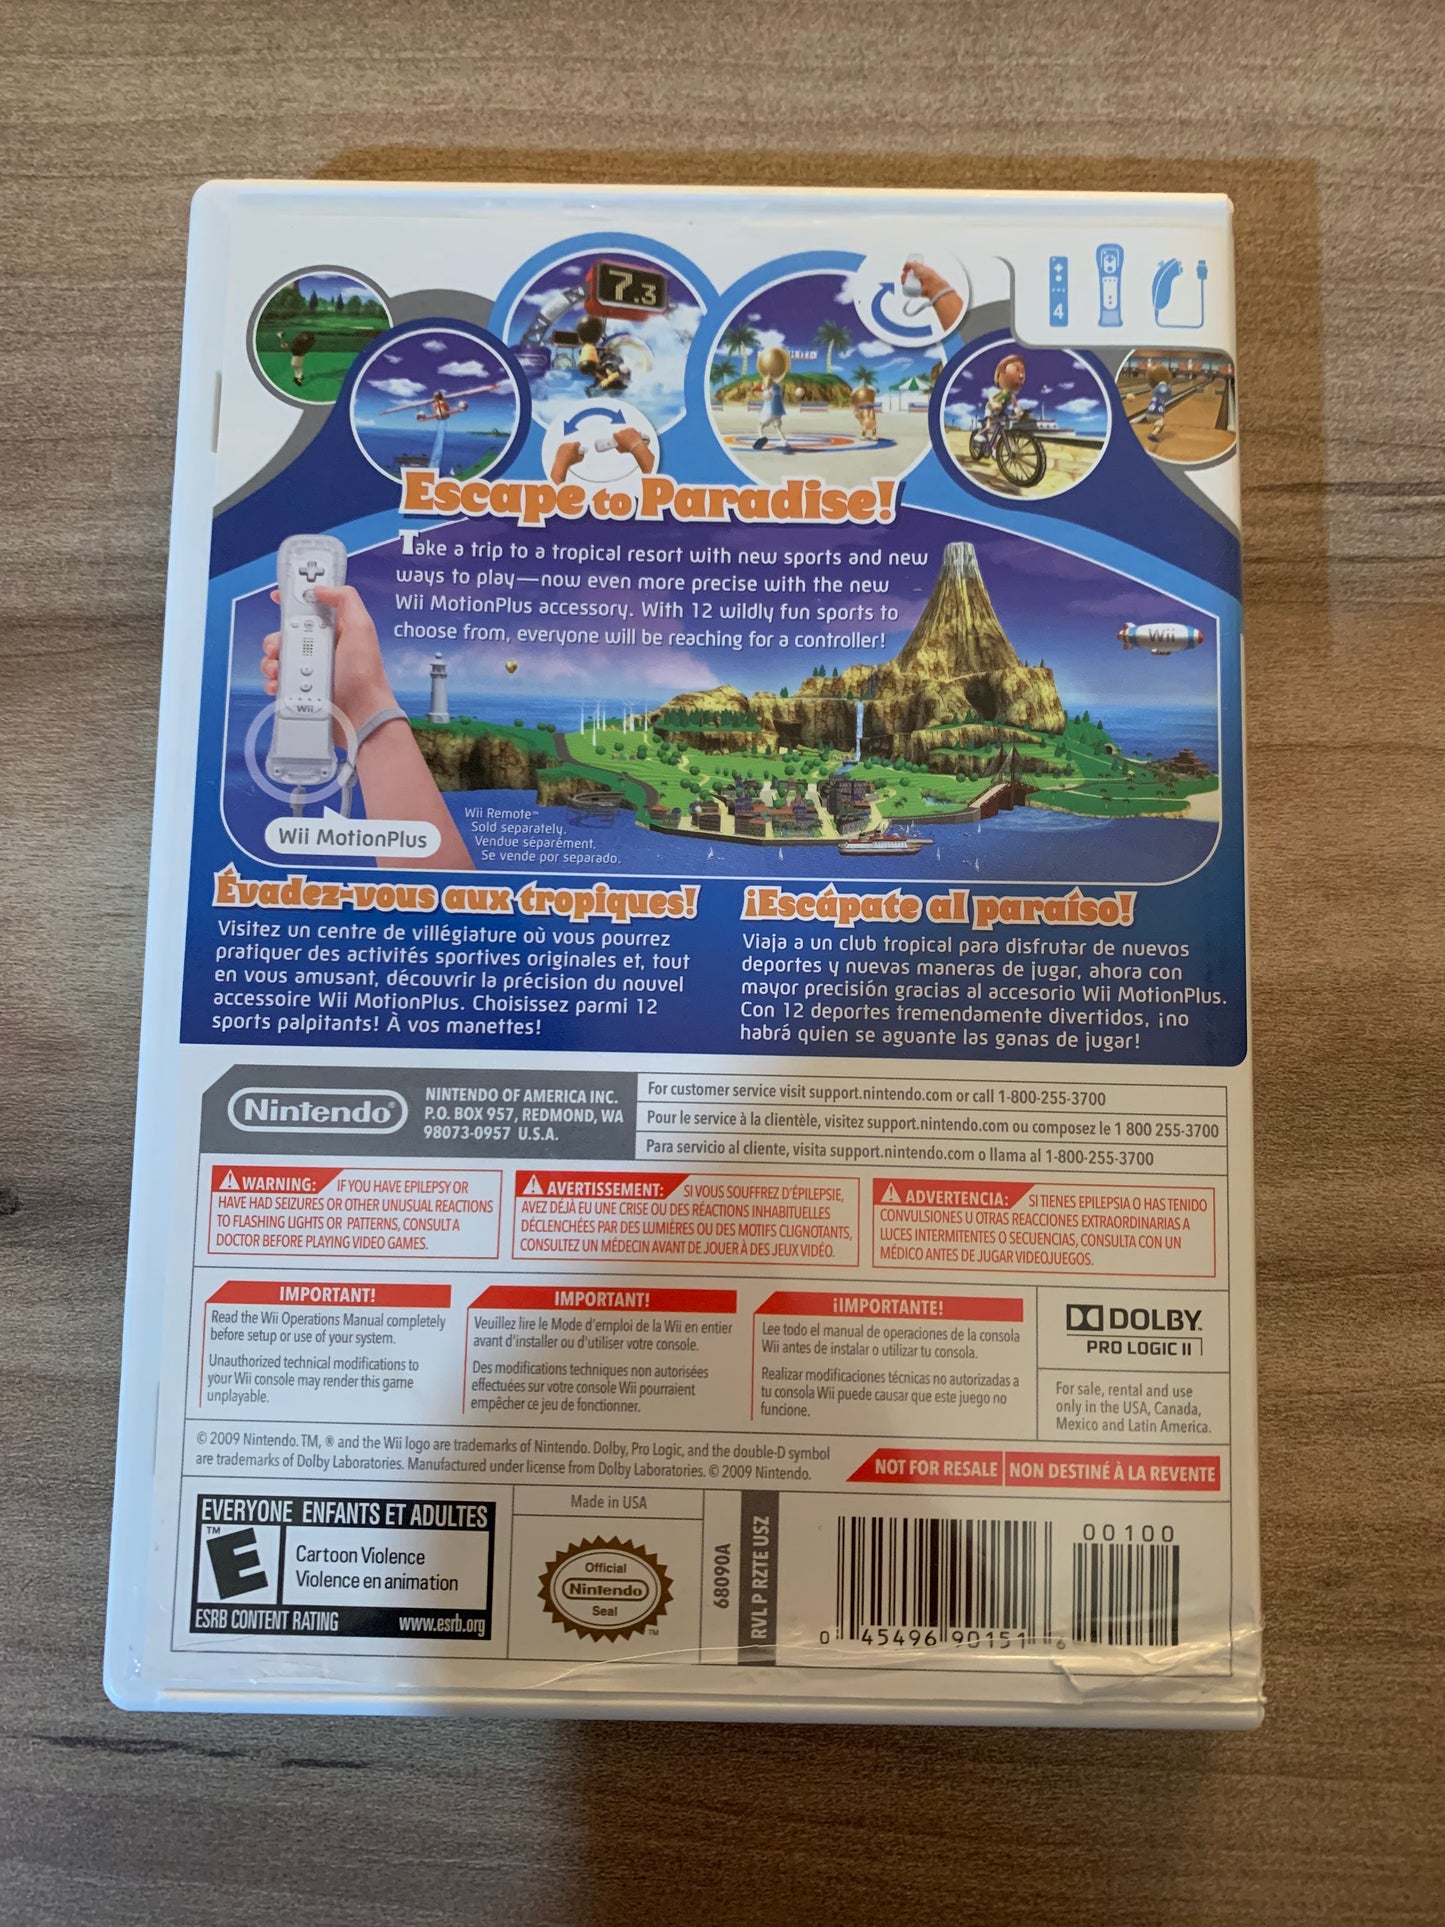 7.3
4
Escape to Paradise!
Take a trip to a tropical resort with new sports and new
ways to play—now even more precise with the new
Wii MotionPlus accessory. With 12 wildly fun sports to
choose from, everyone will be reaching for a controller!
Wii
Wii
Wii MotionPlus
Wii Remote™
Sold separately.
Vendue séparément.
Se vende por separado.
Évadez-vous aux tropiques!
Visitez un centre de villégiature où vous pourrez
pratiquer des activités sportives originales et, tout
en vous amusant, découvrir la précision du nouvel
accessoire Wii MotionPlus. Choisissez parmi 12
sports palpitants! À vos manettes!
¡Escápate al paraíso!
Viaja a un club tropical para disfrutar de nuevos
deportes y nuevas maneras de jugar, ahora con
mayor precisión gracias al accesorio Wii MotionPlus.
Con 12 deportes tremendamente divertidos, ¡no
habrá quien se aguante las ganas de jugar!
Nintendo®
NINTENDO OF AMERICA INC.
P.O. BOX 957, REDMOND, WA
98073-0957 U.S.A.
For customer service visit support.nintendo.com or call 1-800-255-3700
Pour le service à la clientèle, visitez support.nintendo.com ou composez le 1 800 255-3700
Para servicio al cliente, visita support.nintendo.com o llama al 1-800-255-3700
WARNING: IF YOU HAVE EPILEPSY OR
HAVE HAD SEIZURES OR OTHER UNUSUAL REACTIONS
TO FLASHING LIGHTS OR PATTERNS, CONSULT A
DOCTOR BEFORE PLAYING VIDEO GAMES.
AVERTISSEMENT: SI VOUS SOUFFREZ D'ÉPILEPSIE,
AVEZ DÉJÀ EU UNE CRISE OU DES RÉACTIONS INHABITUELLES
DÉCLENCHÉES PAR DES LUMIÈRES OU DES MOTIFS CLIGNOTANTS,
CONSULTEZ UN MÉDECIN AVANT DE JOUER À DES JEUX VIDÉO.
ADVERTENCIA: SI TIENES EPILEPSIA O HAS TENIDO
CONVULSIONES U OTRAS REACCIONES EXTRAORDINARIAS A
LUCES INTERMITENTES O SECUENCIAS, CONSULTA CON UN
MÉDICO ANTES DE JUGAR VIDEOJUEGOS.
IMPORTANT!
Read the Wii Operations Manual completely
before setup or use of your system.
Unauthorized technical modifications to
your Wii console may render this game
unplayable.
IMPORTANT!
Veuillez lire le Mode d'emploi de la Wii en entier
avant d'installer ou d'utiliser votre console.
Des modifications techniques non autorisées
effectuées sur votre console Wii pourraient
empêcher ce jeu de fonctionner.
¡IMPORTANTE!
Lee todo el manual de operaciones de la consola
Wii antes de instalar o utilizar tu consola.
Realizar modificaciones técnicas no autorizadas a
tu consola Wii puede causar que este juego no
funcione.
DOLBY
PRO LOGIC II
For sale, rental and use
only in the USA, Canada,
Mexico and Latin America.
© 2009 Nintendo. TM, ® and the Wii logo are trademarks of Nintendo. Dolby, Pro Logic, and the double-D symbol
are trademarks of Dolby Laboratories. Manufactured under license from Dolby Laboratories. © 2009 Nintendo.
NOT FOR RESALE NON DESTINÉ À LA REVENTE
EVERYONE ENFANTS ET ADULTES
E™
Cartoon Violence
Violence en animation
ESRB CONTENT RATING www.esrb.org
Made in USA
Official
Nintendo
Seal
™
68090A
RVL P RZTE USZ
00100
0 45496 90151 6